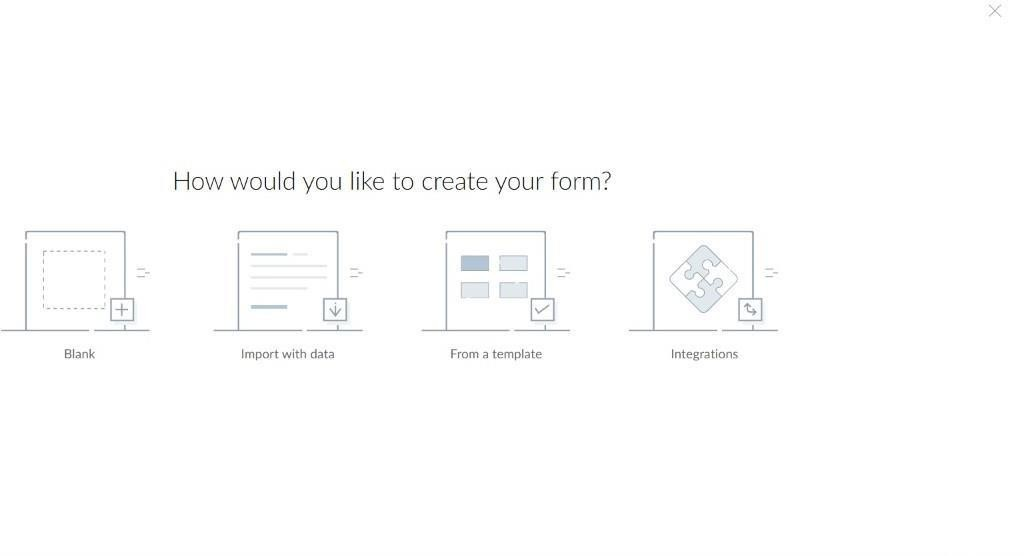 How would you like to create your form?
Blank
Import with data
From a template
Integrations